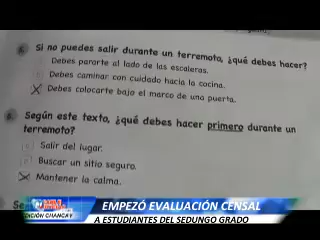 Si no puedes salir durante un terremoto, ¿qué debes hacer?
Debes pararte al lado de las escaleras.
Debes caminar con cuidado hacia la cocina.
Debes colocarte bajo el marco de una puerta.
Según este texto, ¿qué debes hacer primero durante un
terremoto?
Salir del lugar.
Buscar un sitio seguro.
Mantener la calma.
EMPEZÓ EVALUACIÓN CENSAL
EDICIÓN CHANCAY
A ESTUDIANTES DEL SEDUNGO GRADO